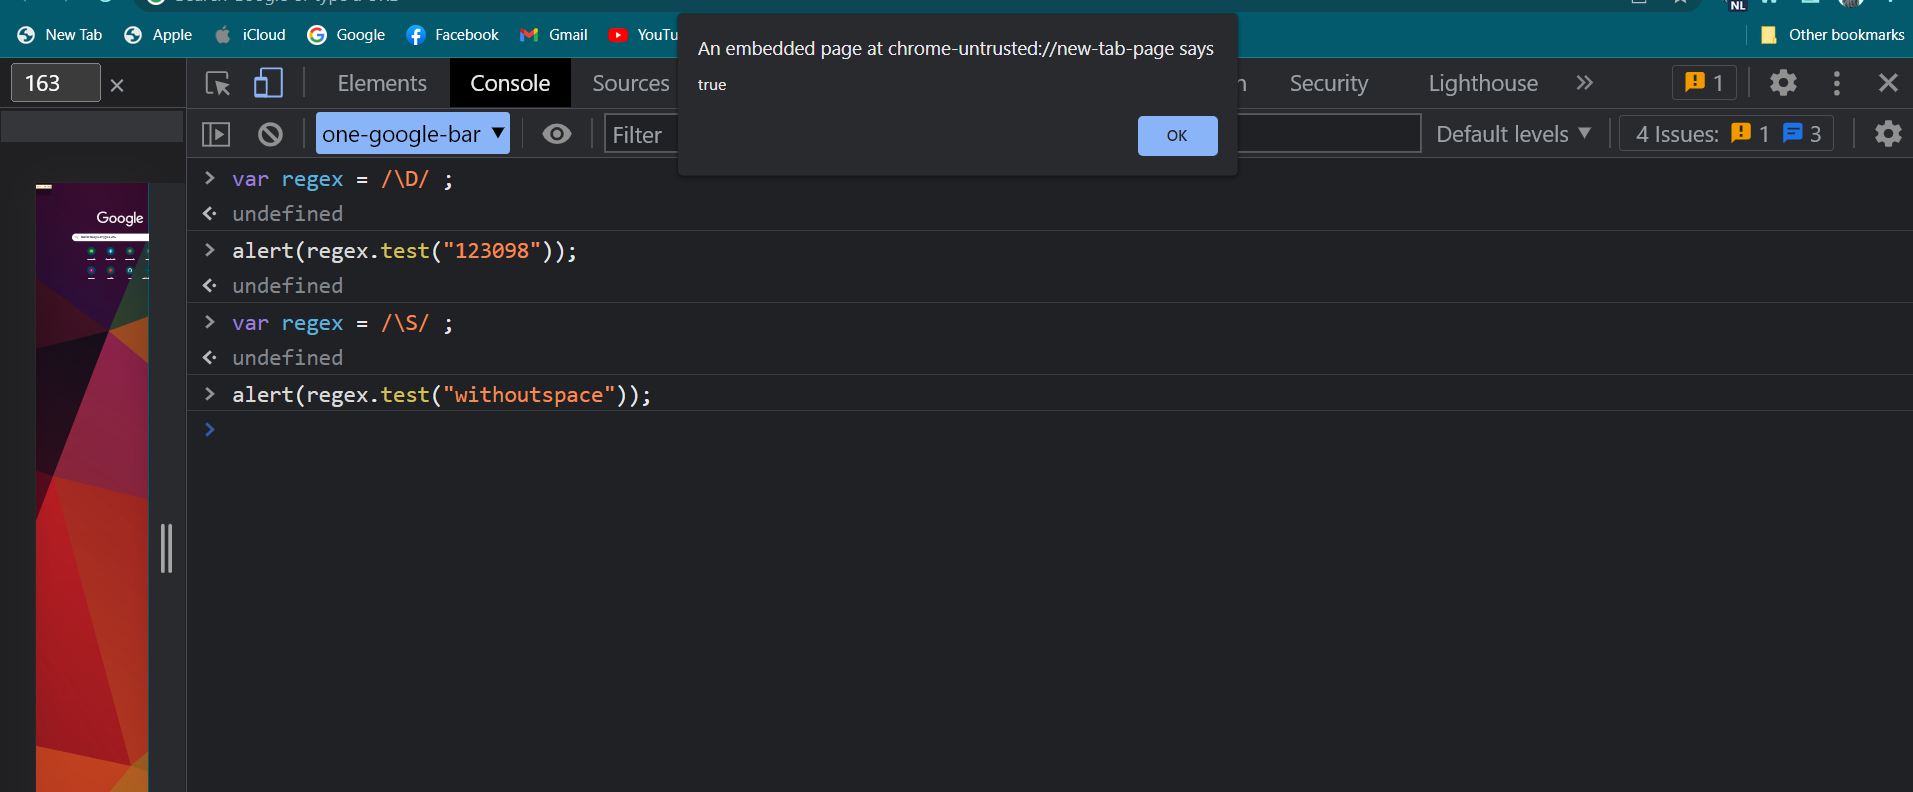 New Tab Apple iCloud Google Facebook Gmail YouTu Other bookmarks
NL
An embedded page at chrome-untrusted://new-tab-page says
true
OK
163 ×
Elements Console Sources Security Lighthouse 1
one-google-bar Filter Default levels 4 Issues: 1 3
> var regex = /\D/ ;
undefined
> alert(regex.test("123098"));
undefined
> var regex = /\S/ ;
undefined
> alert(regex.test("withoutspace"));
>
Google